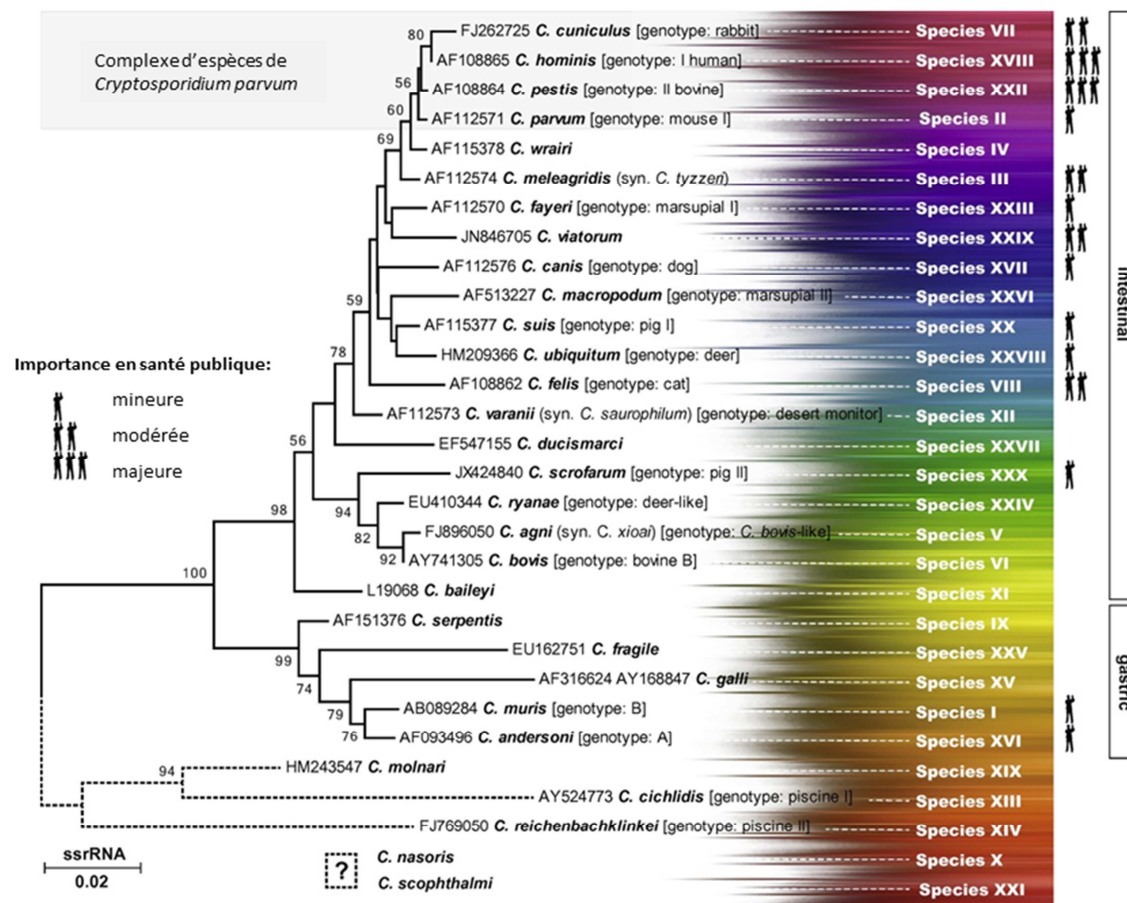 Complexe d'espèces de
Cryptosporidium parvum
80
FJ262725 C. cuniculus [genotype: rabbit]
Species VII
AF108865 C. hominis [genotype: I human]
Species XVIII
56
AF108864 C. pestis [genotype: II bovine]
Species XXII
60
AF112571 C. parvum [genotype: mouse I]
Species II
69
AF115378 C. wrairi
Species IV
AF112574 C. meleagridis (syn. C. tyzzeri)
Species III
AF112570 C. fayeri [genotype: marsupial I]
Species XXIII
JN846705 C. viatorum
Species XXIX
AF112576 C. canis [genotype: dog]
Species XVII
59
AF513227 C. macropodum [genotype: marsupial II]
Species XXVI
AF115377 C. suis [genotype: pig I]
Species XX
78
HM209366 C. ubiquitum [genotype: deer]
Species XXVIII
AF108862 C. felis [genotype: cat]
Species VIII
AF112573 C. varanii (syn. C. saurophilum) [genotype: desert monitor]
Species XII
56
EF547155 C. ducismarci
Species XXVII
JX424840 C. scrofarum [genotype: pig II]
Species XXX
98
94
EU410344 C. ryanae [genotype: deer-like]
Species XXIV
82
FJ896050 C. agni (syn. C. xioai) [genotype: C. bovis-like]
Species V
92
AY741305 C. bovis [genotype: bovine B]
Species VI
100
L19068 C. baileyi
Species XI
AF151376 C. serpentis
Species IX
99
EU162751 C. fragile
Species XXV
74
AF316624 AY168847 C. galli
Species XV
79
AB089284 C. muris [genotype: B]
Species I
76
AF093496 C. andersoni [genotype: A]
Species XVI
94
HM243547 C. molnari
Species XIX
AY524773 C. cichlidis [genotype: piscine I]
Species XIII
FJ769050 C. reichenbachklinkei [genotype: piscine II]
Species XIV
?
C. nasoris
Species X
C. scophthalmi
Species XXI
Importance en santé publique:
mineure
modérée
majeure
ssrRNA
0.02
intestinal
gastric